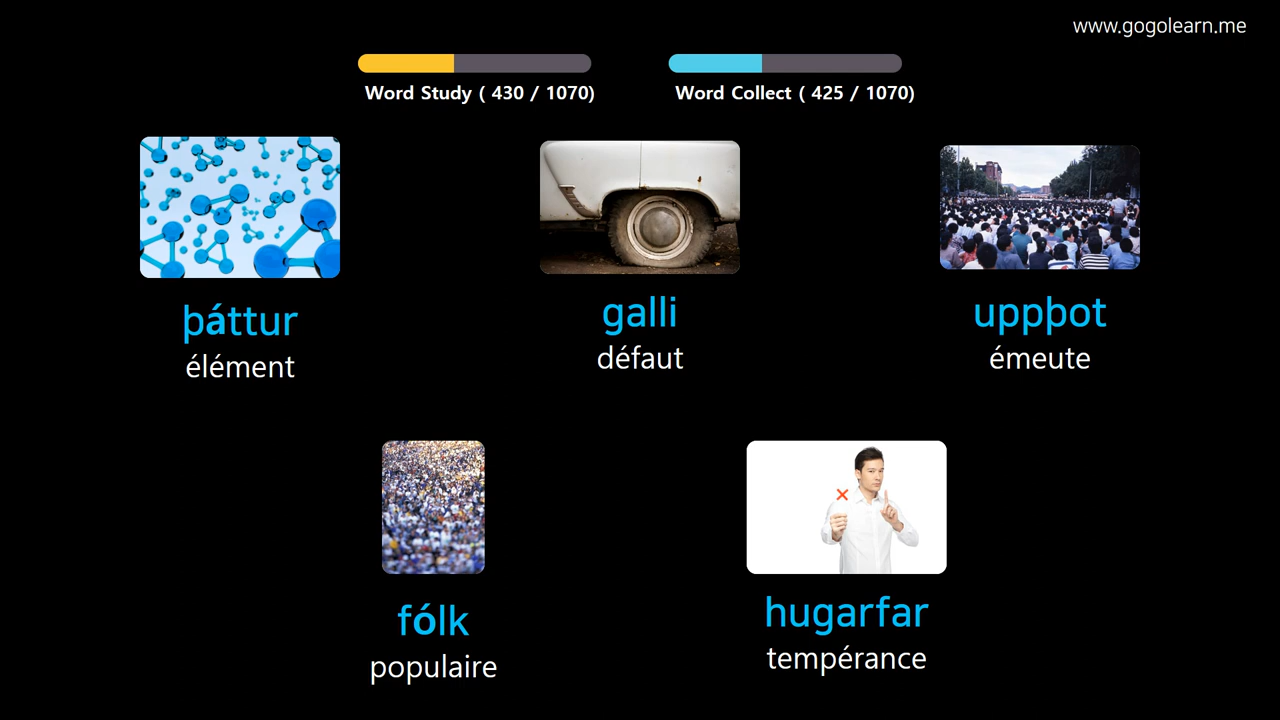 www.gogolearn.me
Word Study ( 430 / 1070)
Word Collect ( 425 / 1070)
þáttur
élément
galli
défaut
uppþot
émeute
fólk
populaire
hugarfar
tempérance